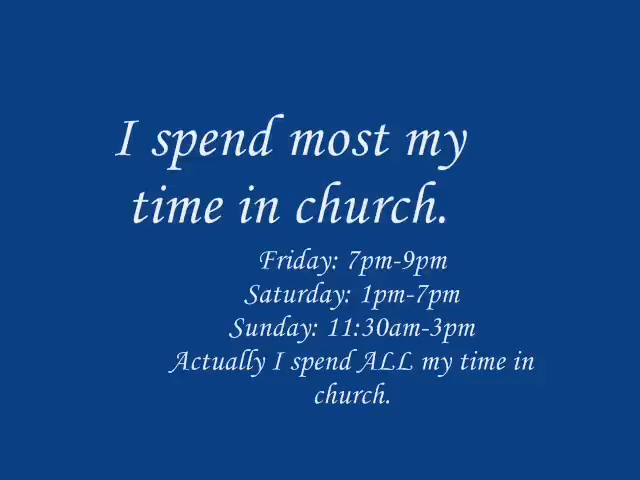 I spend most my
time in church.
Friday: 7pm-9pm
Saturday: 1pm-7pm
Sunday: 11:30am-3pm
Actually I spend ALL my time in
church.